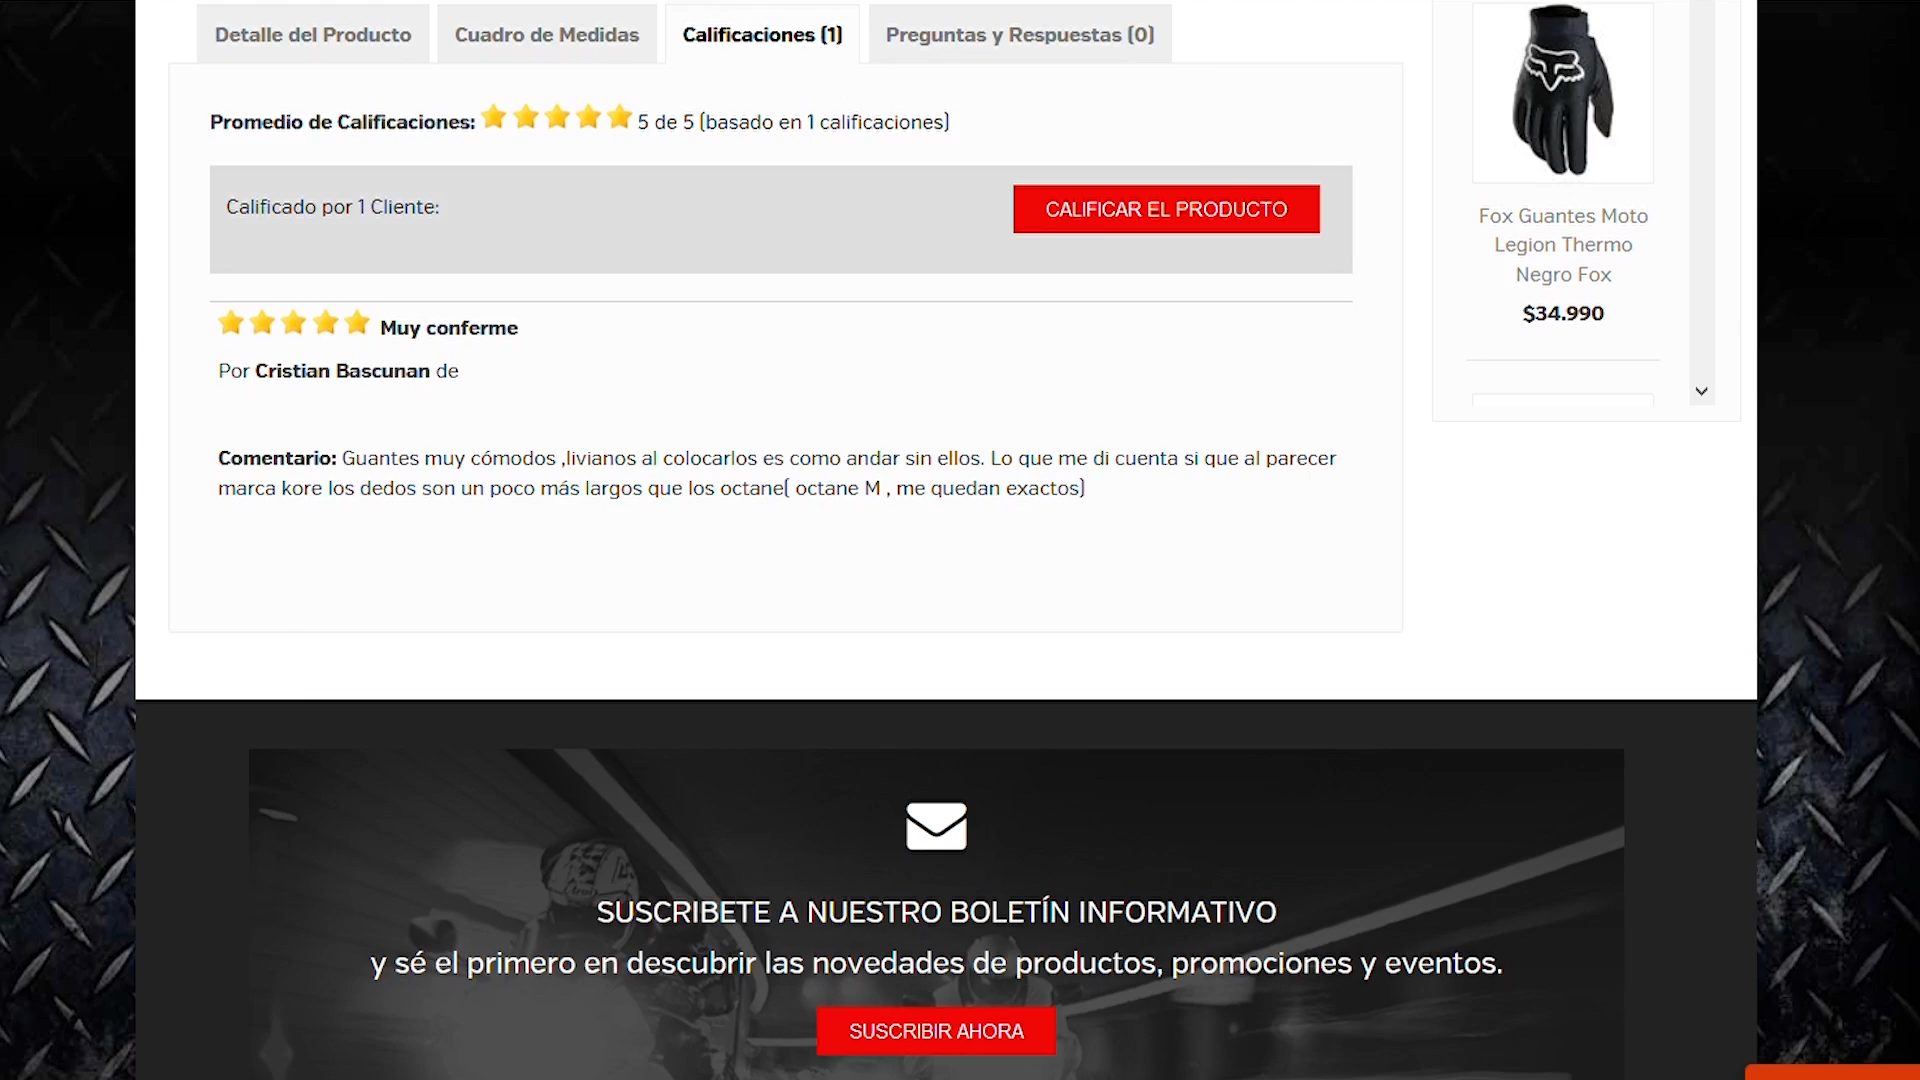 Detalle del Producto
Cuadro de Medidas
Calificaciones (1)
Preguntas y Respuestas (0)
Promedio de Calificaciones: 5 de 5 (basado en 1 calificaciones)
Calificado por 1 Cliente:
CALIFICAR EL PRODUCTO
Muy conferme
Por Cristian Bascunan de
Comentario: Guantes muy cómodos ,livianos al colocarlos es como andar sin ellos. Lo que me di cuenta si que al parecer
marca kore los dedos son un poco más largos que los octane( octane M , me quedan exactos)
Fox Guantes Moto
Legion Thermo
Negro Fox
$34.990
SUSCRIBETE A NUESTRO BOLETÍN INFORMATIVO
y sé el primero en descubrir las novedades de productos, promociones y eventos.
SUSCRIBIR AHORA